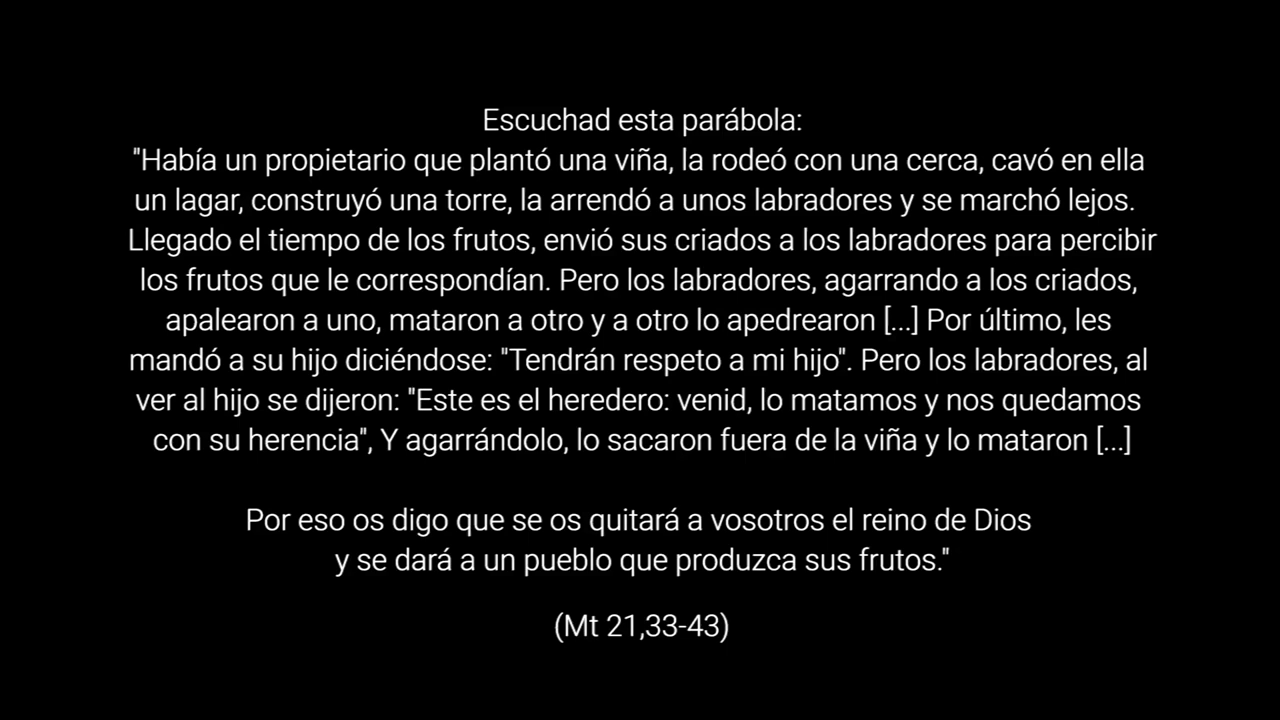 Escuchad esta parábola:
"Había un propietario que plantó una viña, la rodeó con una cerca, cavó en ella
un lagar, construyó una torre, la arrendó a unos labradores y se marchó lejos.
Llegado el tiempo de los frutos, envió sus criados a los labradores para percibir
los frutos que le correspondían. Pero los labradores, agarrando a los criados,
apalearon a uno, mataron a otro y a otro lo apedrearon [...] Por último, les
mandó a su hijo diciéndose: "Tendrán respeto a mi hijo". Pero los labradores, al
ver al hijo se dijeron: "Este es el heredero: venid, lo matamos y nos quedamos
con su herencia", Y agarrándolo, lo sacaron fuera de la viña y lo mataron [...]
Por eso os digo que se os quitará a vosotros el reino de Dios
y se dará a un pueblo que produzca sus frutos."
(Mt 21,33-43)